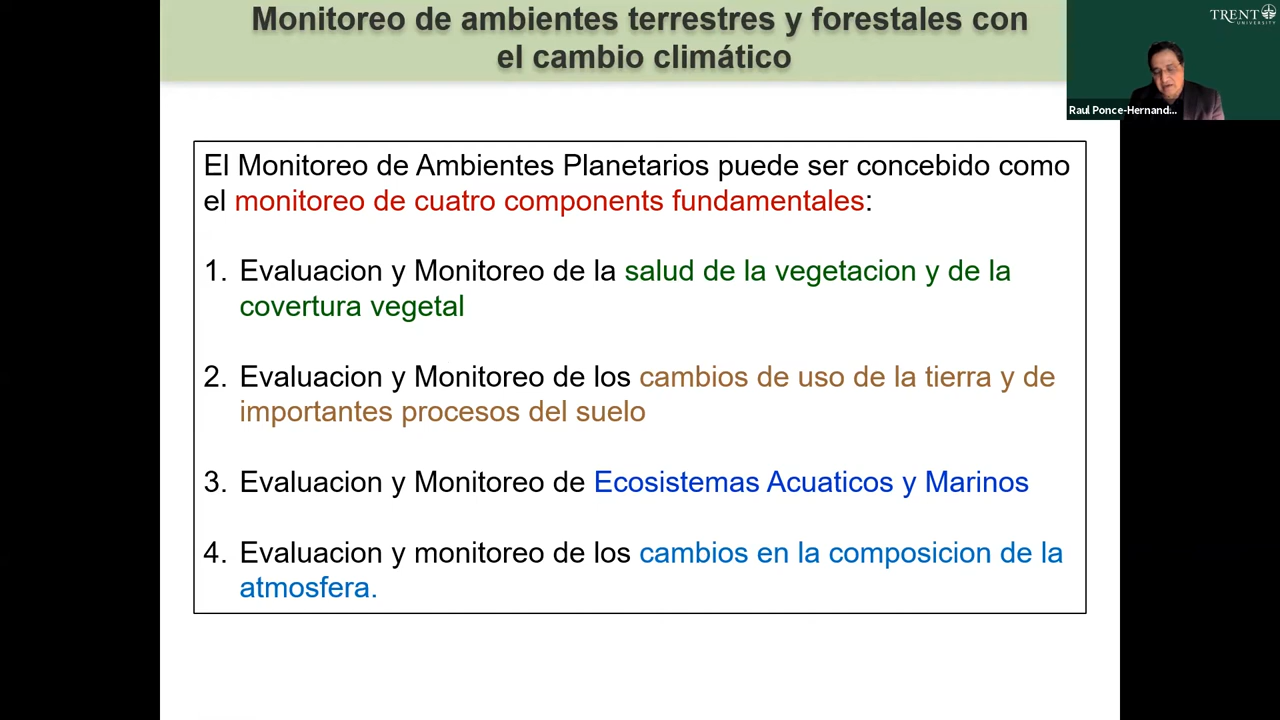 Monitoreo de ambientes terrestres y forestales con
el cambio climático
TRENT
UNIVERSITY
Raul Ponce-Hernand...
El Monitoreo de Ambientes Planetarios puede ser concebido como
el monitoreo de cuatro components fundamentales:
1. Evaluacion y Monitoreo de la salud de la vegetacion y de la
covertura vegetal
2. Evaluacion y Monitoreo de los cambios de uso de la tierra y de
importantes procesos del suelo
3. Evaluacion y Monitoreo de Ecosistemas Acuaticos y Marinos
4. Evaluacion y monitoreo de los cambios en la composicion de la
atmosfera.